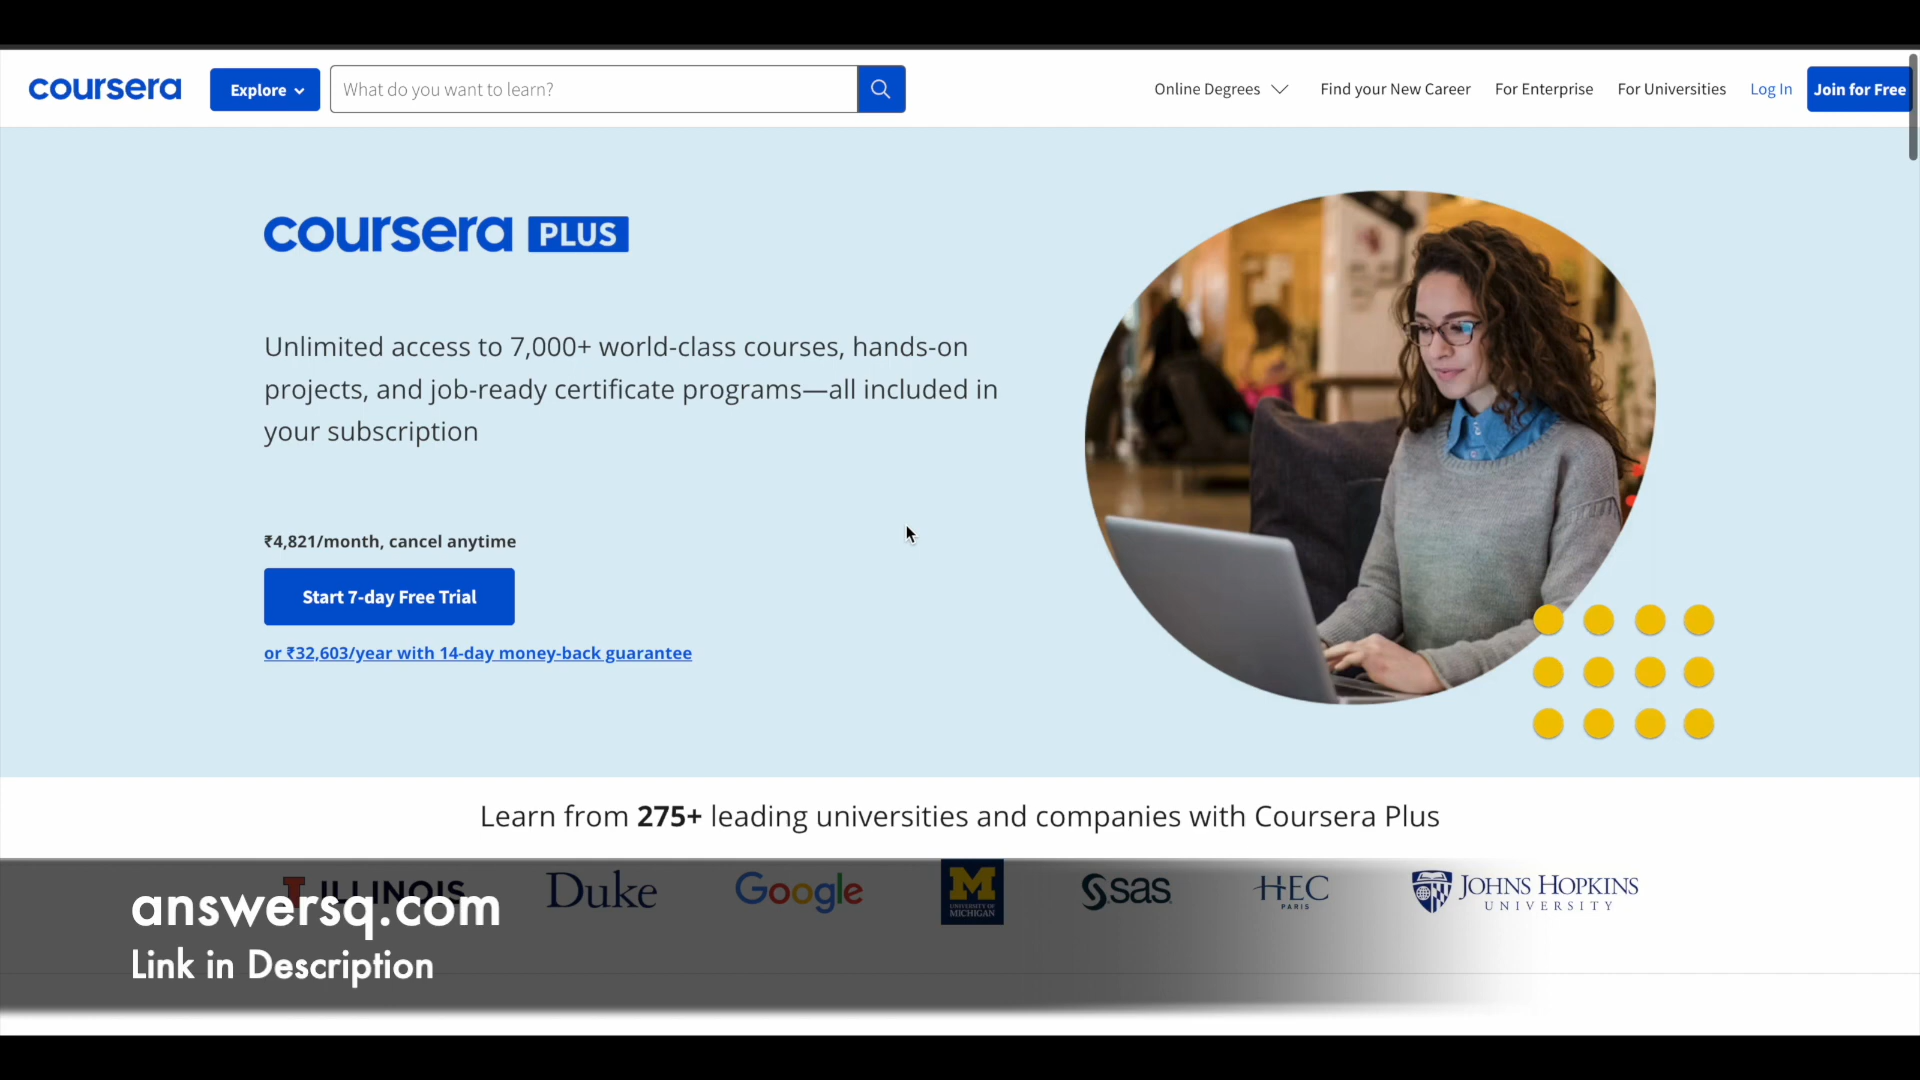 coursera
Explore
What do you want to learn?
Online Degrees
Find your New Career
For Enterprise
For Universities
Log In
Join for Free
coursera PLUS
Unlimited access to 7,000+ world-class courses, hands-on
projects, and job-ready certificate programs—all included in
your subscription
₹4,821/month, cancel anytime
Start 7-day Free Trial
or ₹32,603/year with 14-day money-back guarantee
Learn from 275+ leading universities and companies with Coursera Plus
ILLINOIS
Duke
Google
M
UNIVERSITY OF
MICHIGAN
sas
HEC
PARIS
JOHNS HOPKINS
UNIVERSITY
answersq.com
Link in Description